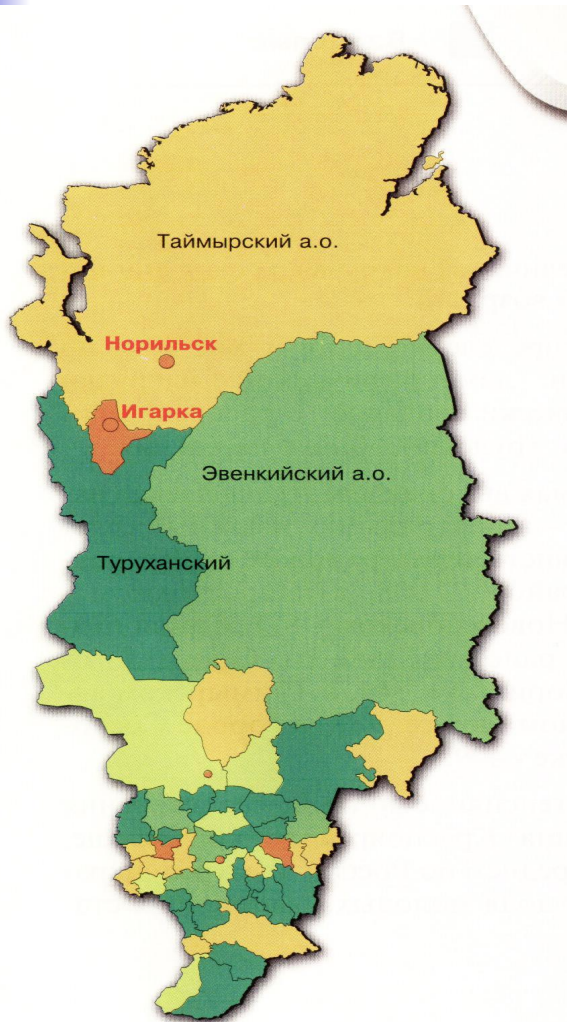 Таймырский а.о.
Норильск
Игарка
Эвенкийский а.о.
Туруханский